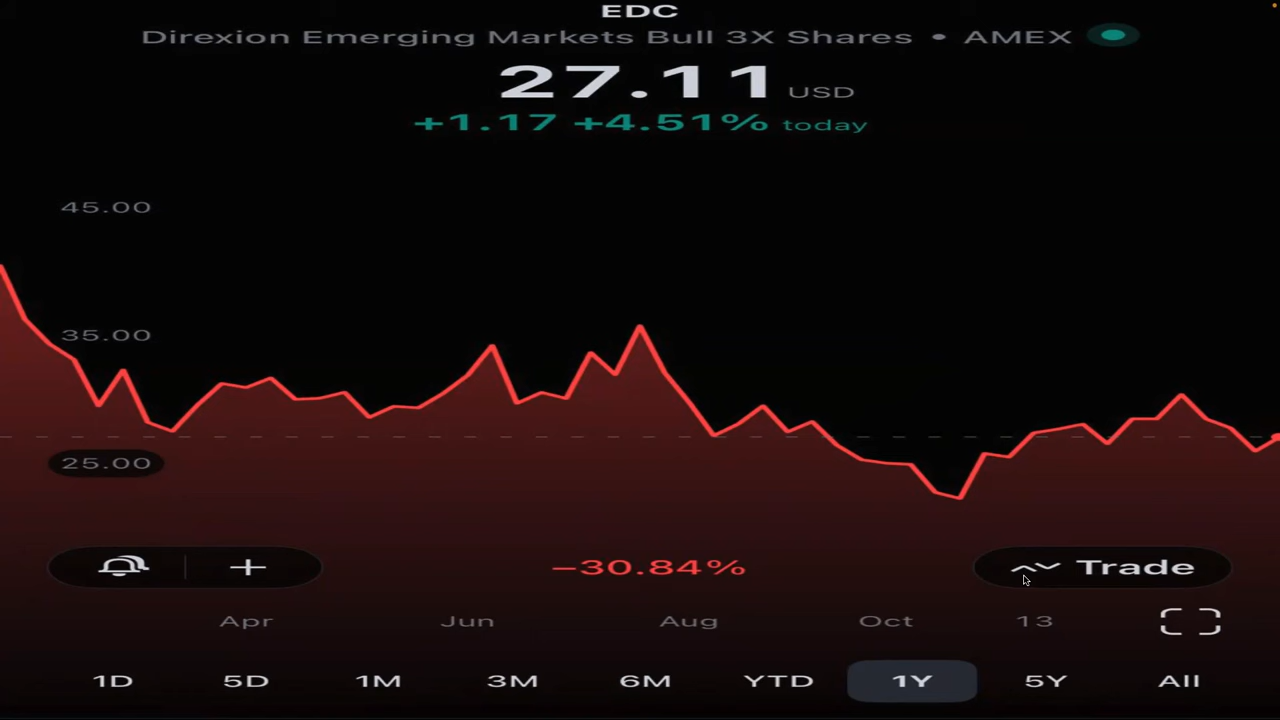 EDC
Direxion Emerging Markets Bull 3X Shares • AMEX
27.11 USD
+1.17 +4.51% today
45.00
35.00
25.00
−30.84%
Trade
Apr Jun Aug Oct 13
1D 5D 1M 3M 6M YTD 1Y 5Y All